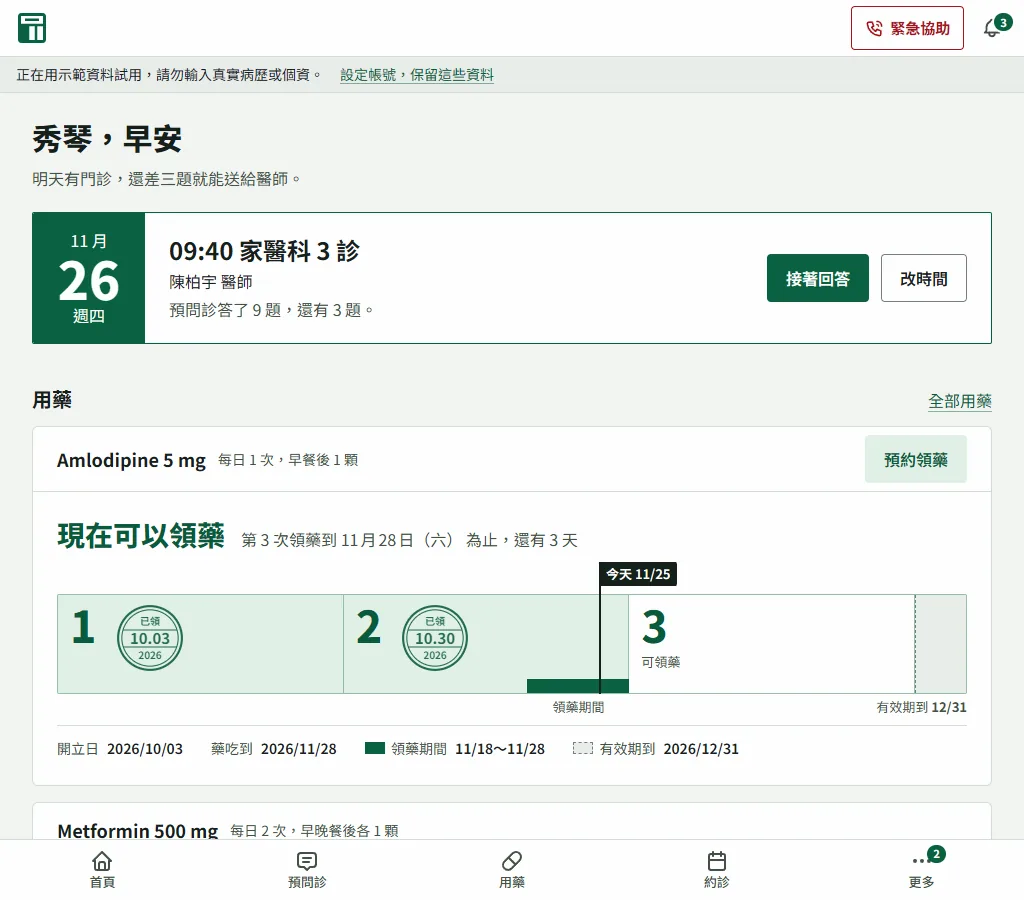 緊急協助
3
正在用示範資料試用，請勿輸入真實病歷或個資。 設定帳號，保留這些資料
秀琴，早安
明天有門診，還差三題就能送給醫師。
11 月
26
週四
09:40 家醫科 3 診
陳柏宇 醫師
預問診答了 9 題，還有 3 題。
接著回答
改時間
用藥
全部用藥
Amlodipine 5 mg 每日 1 次，早餐後 1 顆
預約領藥
現在可以領藥 第 3 次領藥到 11 月 28 日（六） 為止，還有 3 天
今天 11/25
1
已領
10.03
2026
2
已領
10.30
2026
3
可領藥
領藥期間
有效期到 12/31
開立日 2026/10/03 藥吃到 2026/11/28 領藥期間 11/18～11/28 有效期到 2026/12/31
Metformin 500 mg 每日 2 次，早晚餐後各 1 顆
首頁
預問診
用藥
約診
2
更多